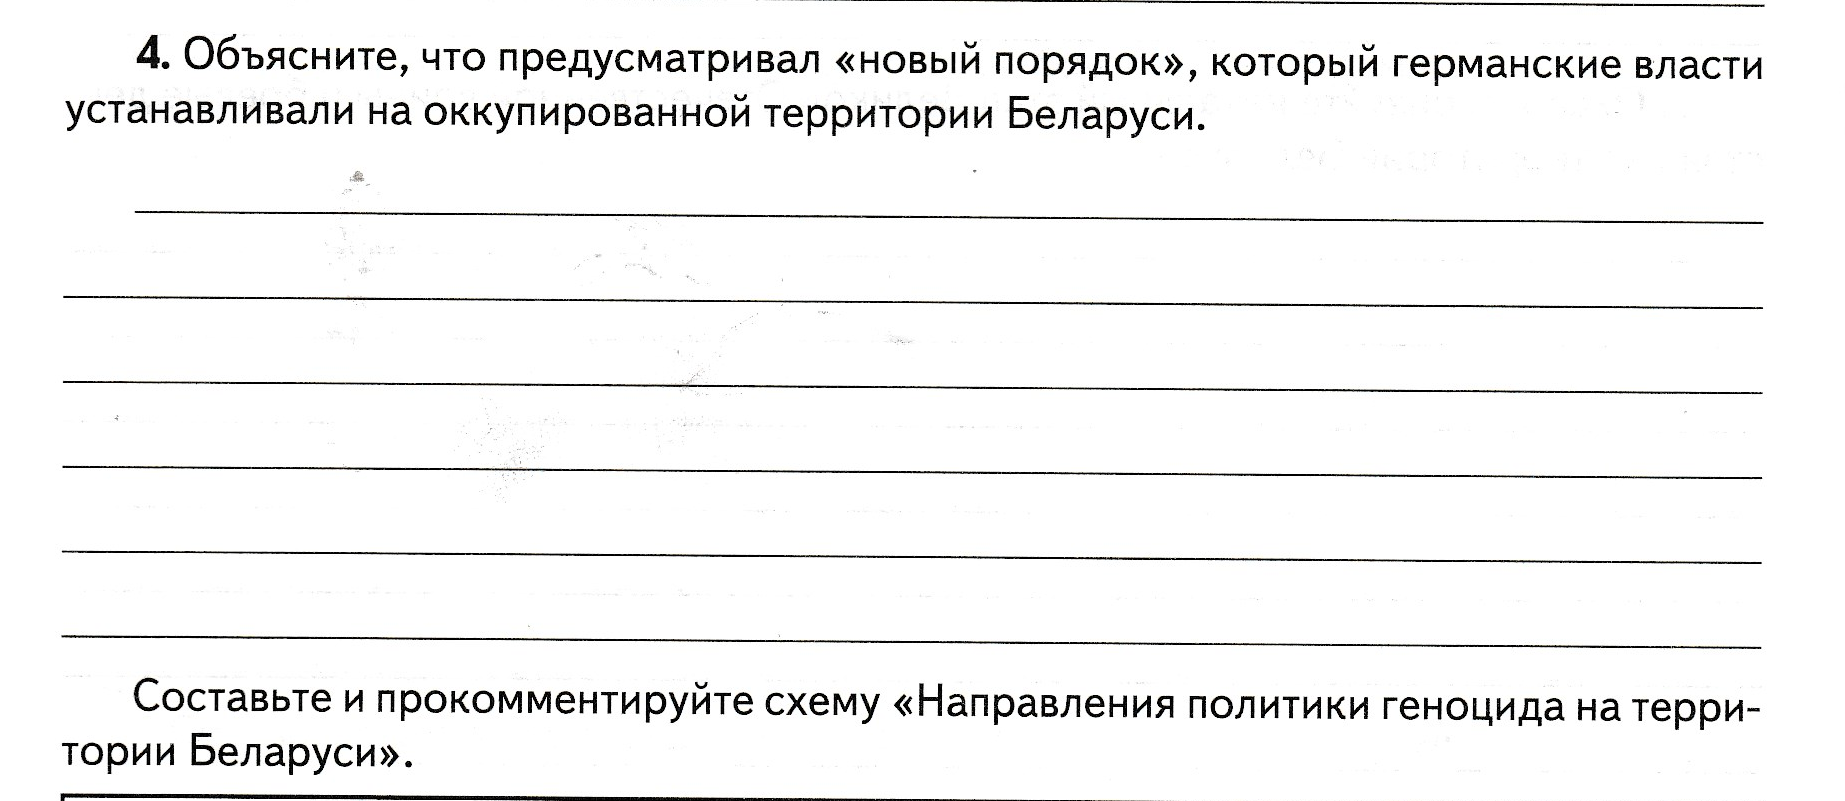 4. Объясните, что предусматривал «новый порядок», который германские власти
устанавливали на оккупированной территории Беларуси.
Составьте и прокомментируйте схему «Направления политики геноцида на терри-
тории Беларуси».